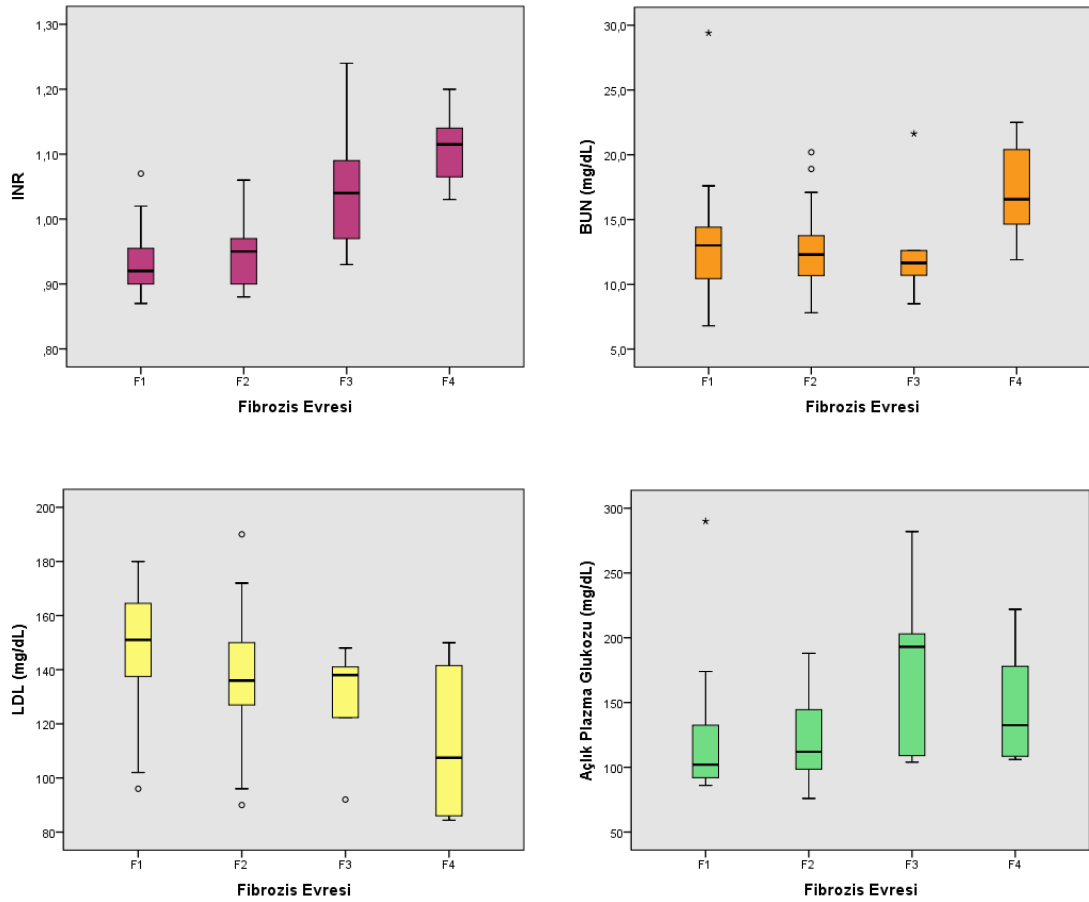 INR
1,30
1,20
1,10
1,00
,90
,80
F1 F2 F3 F4
Fibrozis Evresi
BUN (mg/dL)
30,0
25,0
20,0
15,0
10,0
5,0
F1 F2 F3 F4
Fibrozis Evresi
LDL (mg/dL)
200
180
160
140
120
100
80
F1 F2 F3 F4
Fibrozis Evresi
Açlık Plazma Glukozu (mg/dL)
300
250
200
150
100
50
F1 F2 F3 F4
Fibrozis Evresi